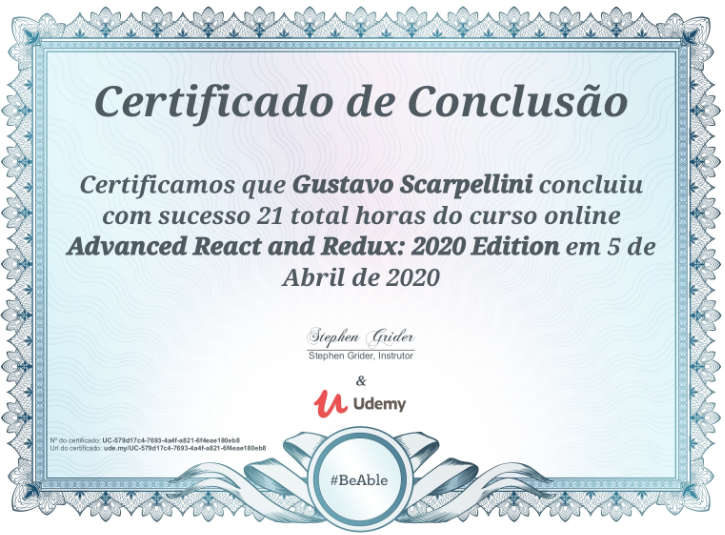 Certificado de Conclusão
Certificamos que Gustavo Scarpellini concluiu
com sucesso 21 total horas do curso online
Advanced React and Redux: 2020 Edition em 5 de
Abril de 2020
Stephen Grider
Stephen Grider, Instrutor
&
Udemy
Nº do certificado: UC-579d17c4-7693-4a4f-a821-6f4eae180eb8
Url do certificado: ude.my/UC-579d17c4-7693-4a4f-a821-6f4eae180eb8
#BeAble